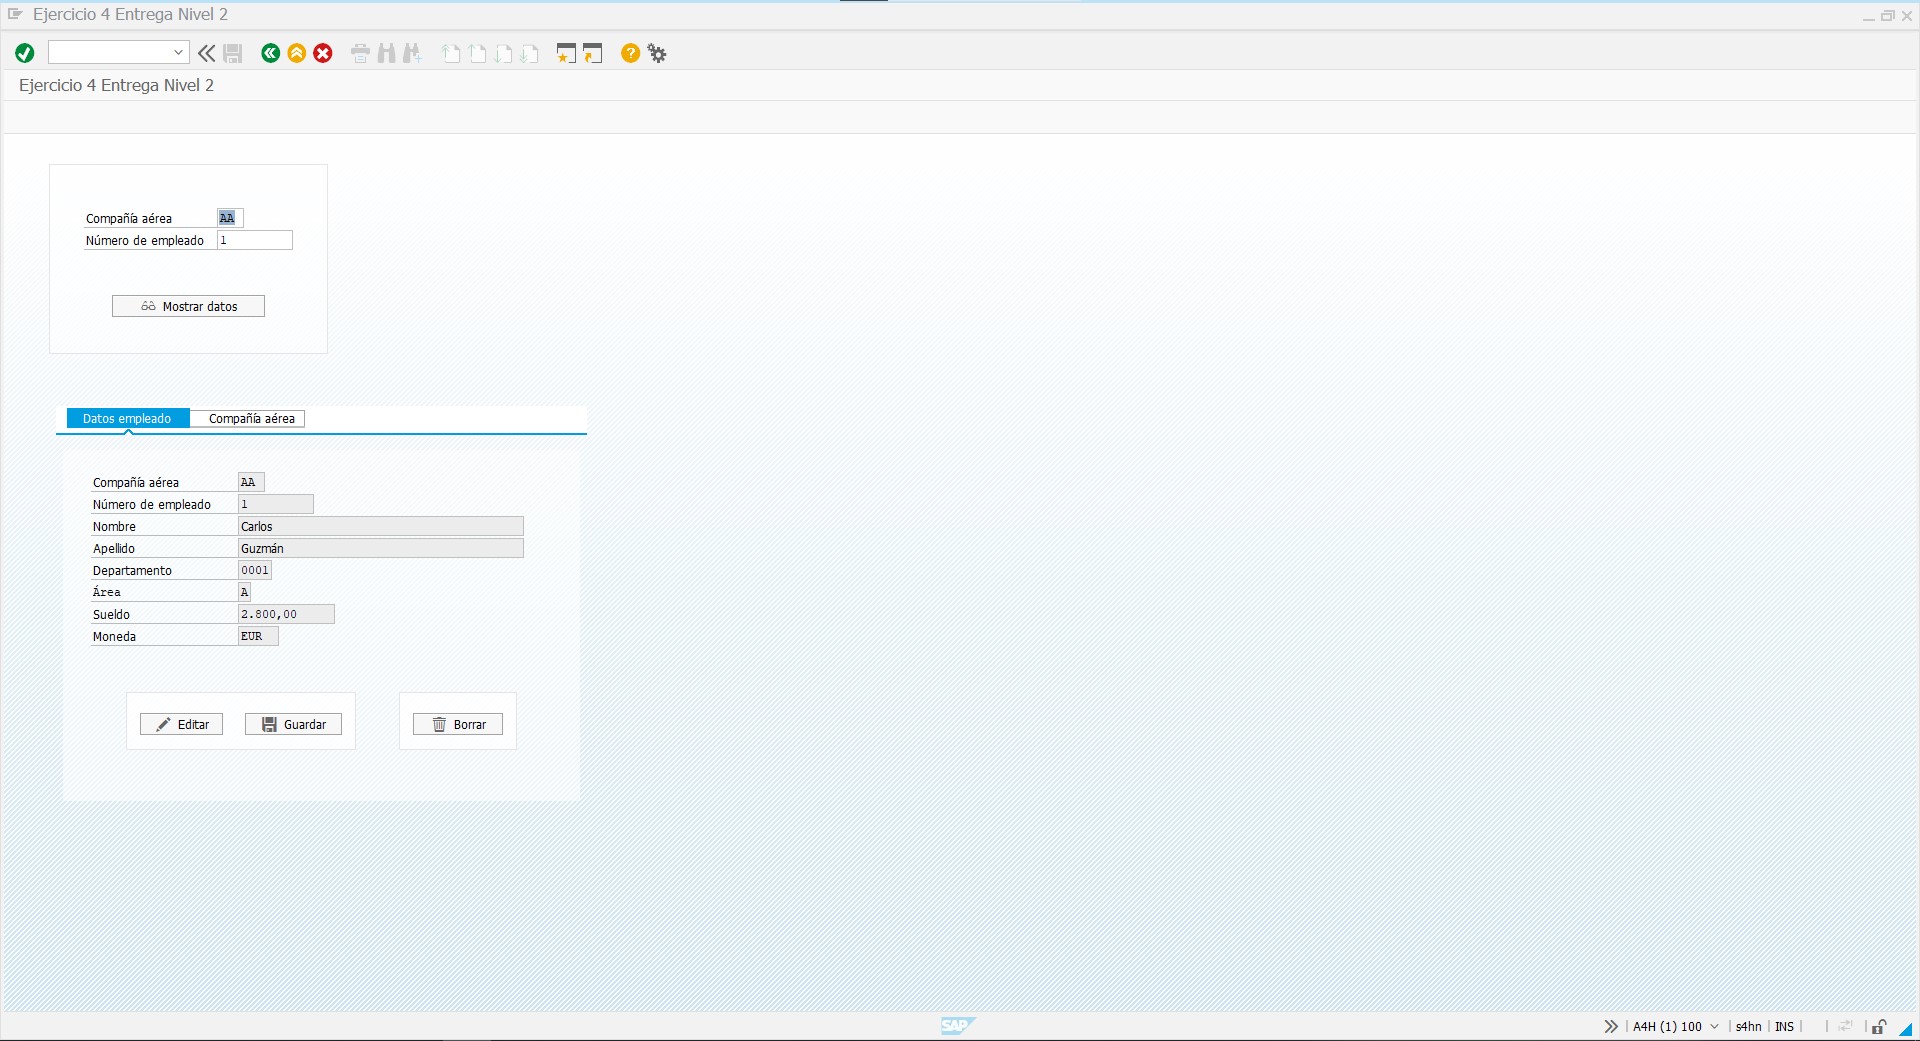 Ejercicio 4 Entrega Nivel 2
Ejercicio 4 Entrega Nivel 2
Compañía aérea AA
Número de empleado 1
Mostrar datos
Datos empleado Compañía aérea
Compañía aérea AA
Número de empleado 1
Nombre Carlos
Apellido Guzmán
Departamento 0001
Área A
Sueldo 2.800,00
Moneda EUR
Editar Guardar Borrar
SAP A4H (1) 100 s4hn INS